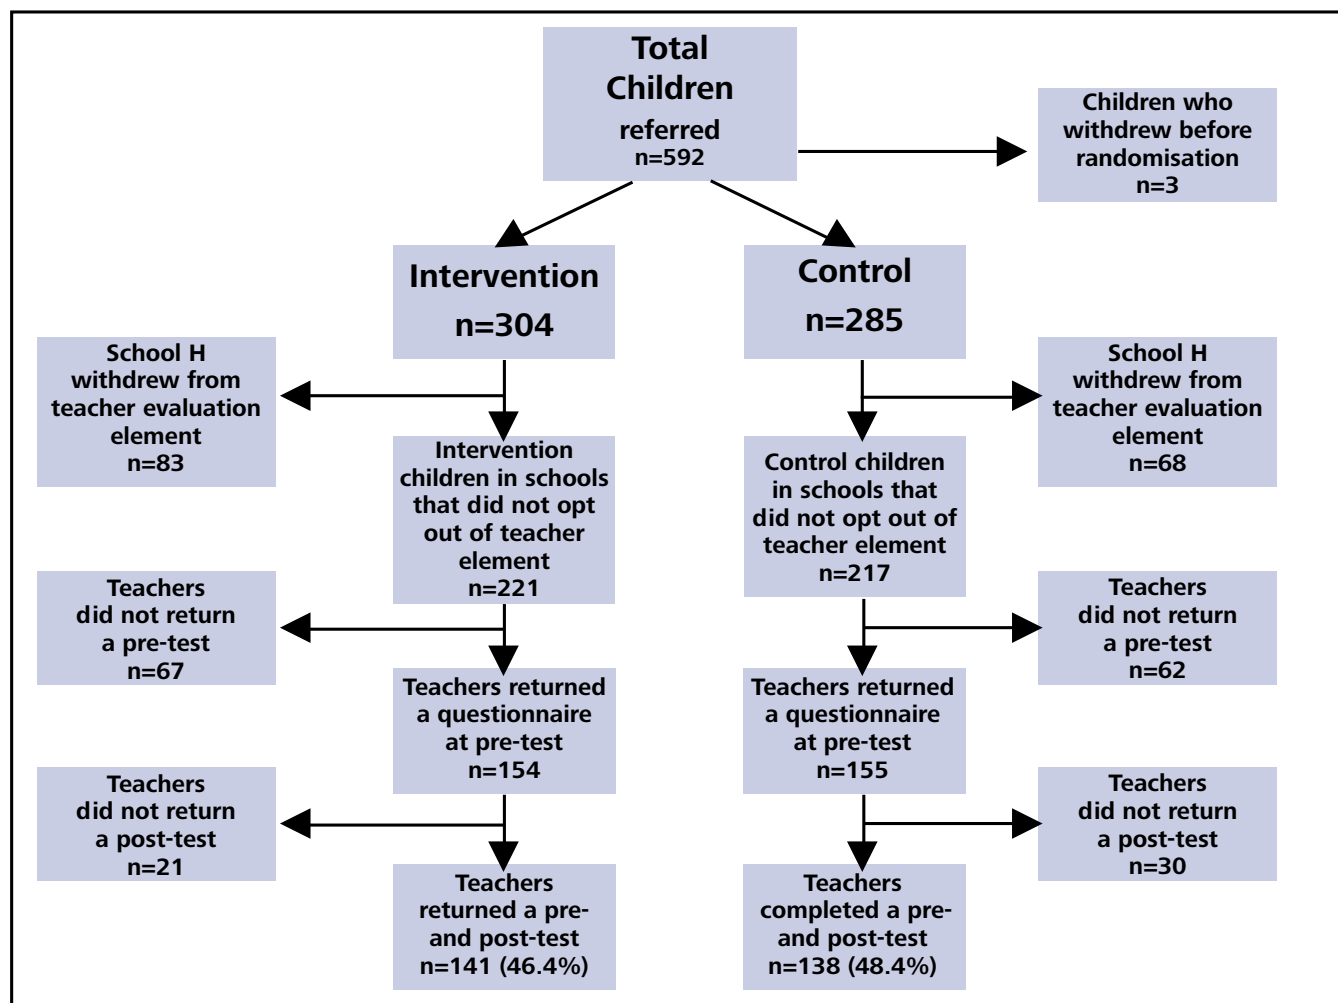 Total
Children
referred
n=592
Children who
withdrew before
randomisation
n=3
Intervention
n=304
Control
n=285
School H
withdrew from
teacher evaluation
element
n=83
School H
withdrew from
teacher evaluation
element
n=68
Intervention
children in schools
that did not opt
out of teacher
element
n=221
Control children
in schools that
did not opt out of
teacher element
n=217
Teachers
did not return
a pre-test
n=67
Teachers
did not return
a pre-test
n=62
Teachers returned
a questionnaire
at pre-test
n=154
Teachers returned
a questionnaire
at pre-test
n=155
Teachers
did not return
a post-test
n=21
Teachers
did not return
a post-test
n=30
Teachers
returned a pre-
and post-test
n=141 (46.4%)
Teachers
completed a pre-
and post-test
n=138 (48.4%)